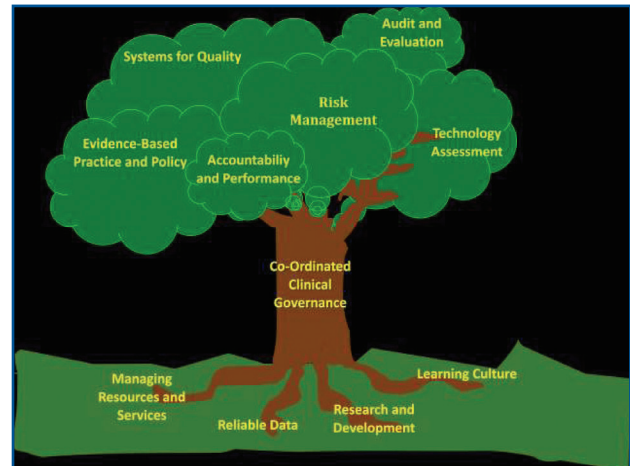 Audit and
Evaluation
Systems for Quality
Risk
Management
Technology
Assessment
Evidence-Based
Practice and Policy
Accountabiliy
and Performance
Co-Ordinated
Clinical
Governance
Managing
Resources and
Services
Reliable Data
Research and
Development
Learning Culture